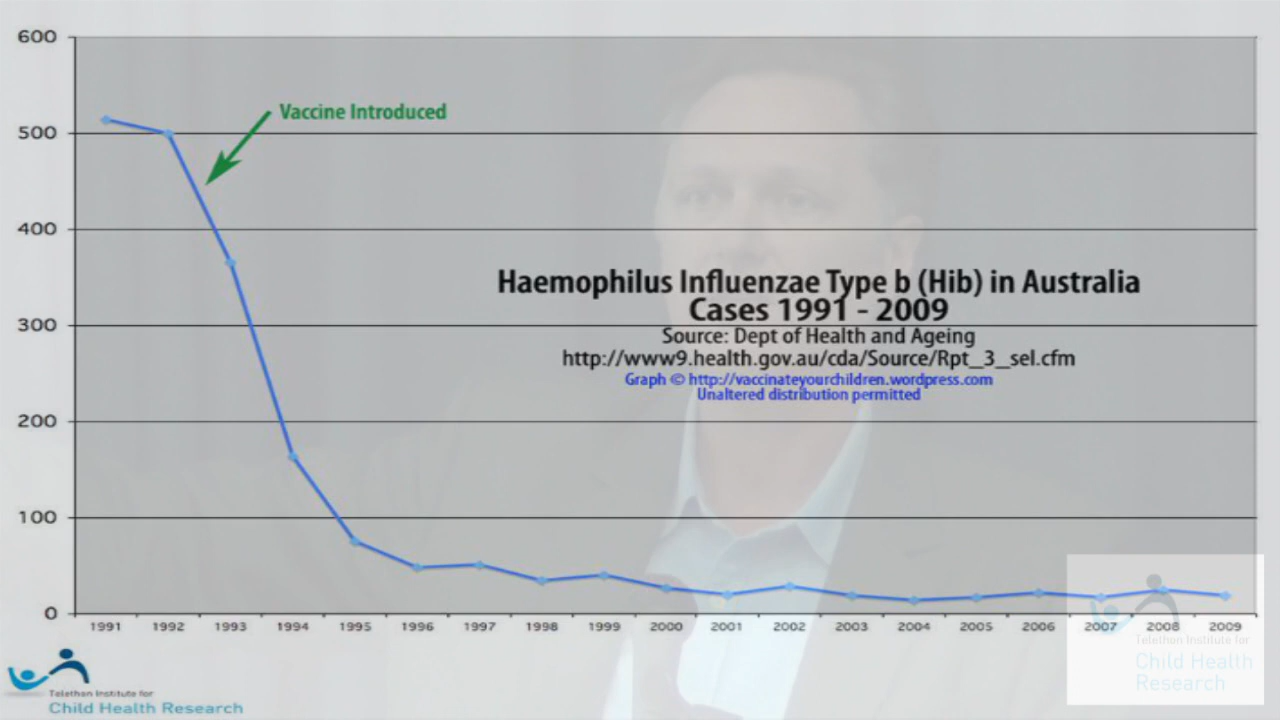 600
500
400
300
200
100
0
Vaccine Introduced
Haemophilus Influenzae Type b (Hib) in Australia
Cases 1991 - 2009
Source: Dept of Health and Ageing
http://www9.health.gov.au/cda/Source/Rpt_3_sel.cfm
Graph © http://vaccinateyourchildren.wordpress.com
Unaltered distribution permitted
1991 1992 1993 1994 1995 1996 1997 1998 1999 2000 2001 2002 2003 2004 2005 2006 2007 2008 2009
Telethon Institute for
Child Health Research
Telethon Institute for
Child Health
Research